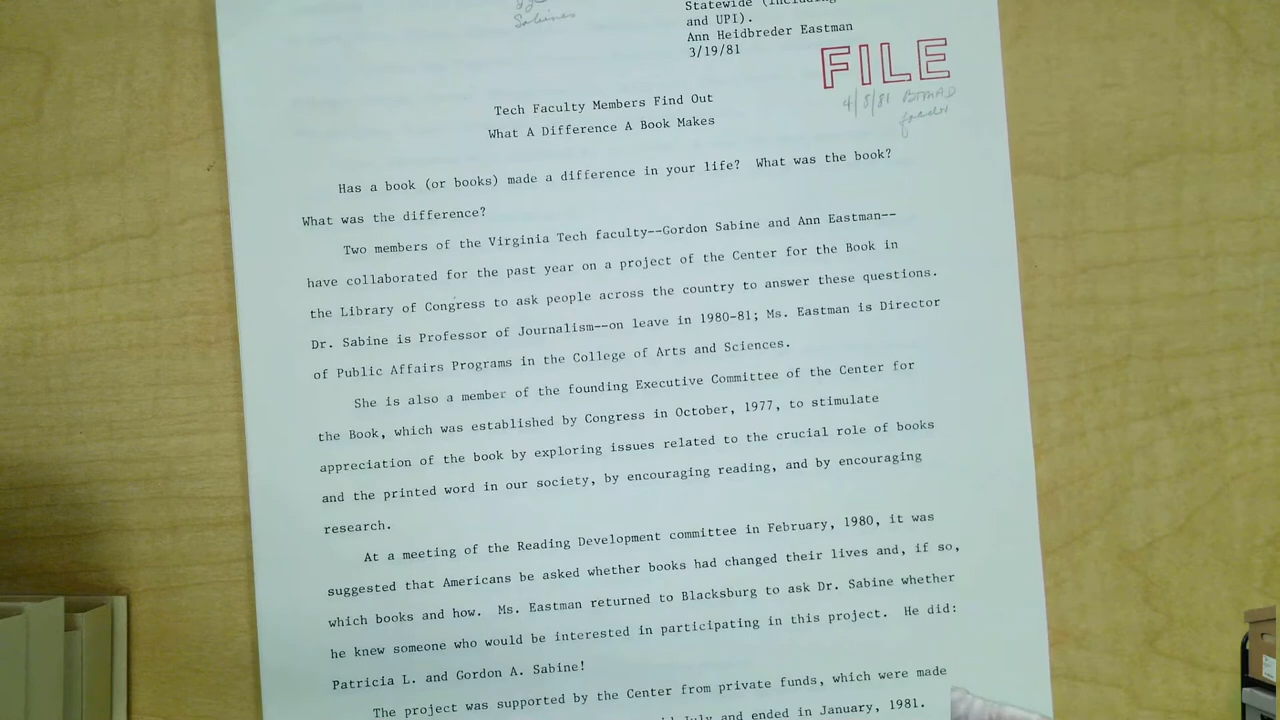 Sabines
Statewide (Including
and UPI).
Ann Heidbreder Eastman
3/19/81
FILE
4/8/81 BTMAD
folder
Tech Faculty Members Find Out
What A Difference A Book Makes
Has a book (or books) made a difference in your life? What was the book?
What was the difference?
Two members of the Virginia Tech faculty--Gordon Sabine and Ann Eastman--
have collaborated for the past year on a project of the Center for the Book in
the Library of Congress to ask people across the country to answer these questions.
Dr. Sabine is Professor of Journalism--on leave in 1980-81; Ms. Eastman is Director
of Public Affairs Programs in the College of Arts and Sciences.
She is also a member of the founding Executive Committee of the Center for
the Book, which was established by Congress in October, 1977, to stimulate
appreciation of the book by exploring issues related to the crucial role of books
and the printed word in our society, by encouraging reading, and by encouraging
research.
At a meeting of the Reading Development committee in February, 1980, it was
suggested that Americans be asked whether books had changed their lives and, if so,
which books and how. Ms. Eastman returned to Blacksburg to ask Dr. Sabine whether
he knew someone who would be interested in participating in this project. He did:
Patricia L. and Gordon A. Sabine!
The project was supported by the Center from private funds, which were made
July and ended in January, 1981.